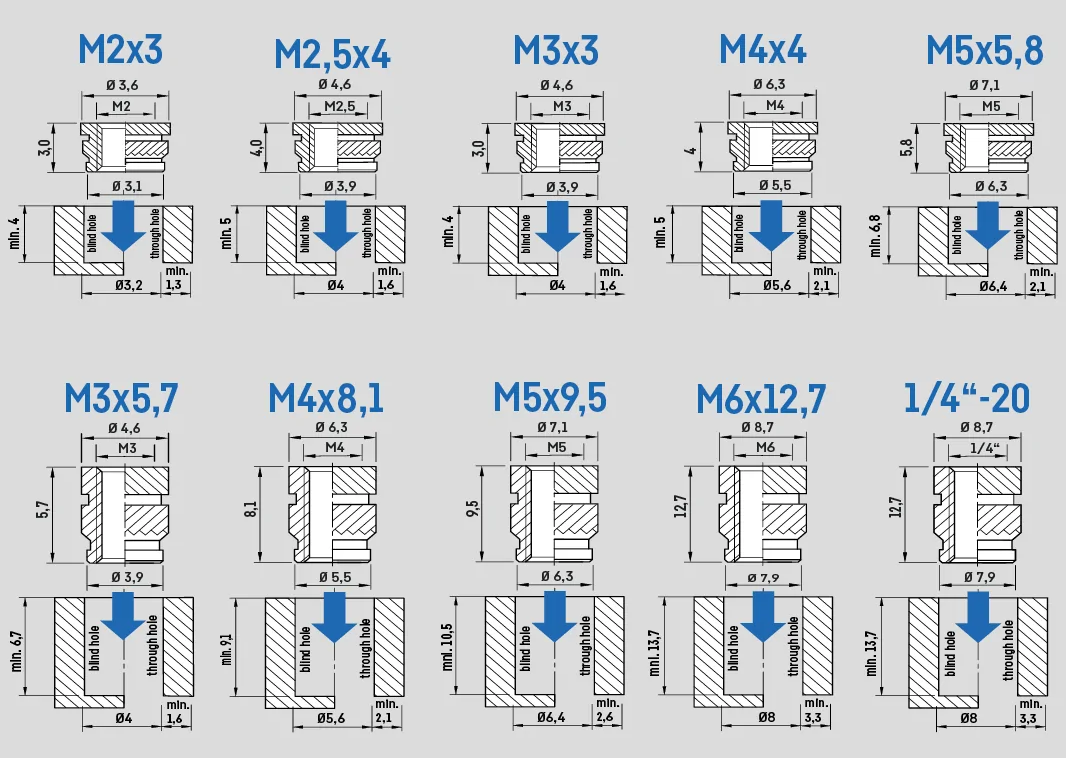 M2x3
Ø 3,6
M2
3,0
Ø 3,1
min. 4
blind hole
through hole
min.
Ø3,2
1,3
M2,5x4
Ø 4,6
M2,5
4,0
Ø 3,9
min. 5
blind hole
through hole
min.
Ø4
1,6
M3x3
Ø 4,6
M3
3,0
Ø 3,9
min. 4
blind hole
through hole
min.
Ø4
1,6
M4x4
Ø 6,3
M4
4
Ø 5,5
min. 5
blind hole
through hole
min.
Ø5,6
2,1
M5x5,8
Ø 7,1
M5
5,8
Ø 6,3
min. 6,8
blind hole
through hole
min.
Ø6,4
2,1
M3x5,7
Ø 4,6
M3
5,7
Ø 3,9
min. 6,7
blind hole
through hole
min.
Ø4
1,6
M4x8,1
Ø 6,3
M4
8,1
Ø 5,5
min. 9,1
blind hole
through hole
min.
Ø5,6
2,1
M5x9,5
Ø 7,1
M5
9,5
Ø 6,3
mnl. 10,5
blind hole
through hole
min.
Ø6,4
2,6
M6x12,7
Ø 8,7
M6
12,7
Ø 7,9
mnl. 13,7
blind hole
through hole
min.
Ø8
3,3
1/4“-20
Ø 8,7
1/4“
12,7
Ø 7,9
min. 13,7
blind hole
through hole
min.
Ø8
3,3